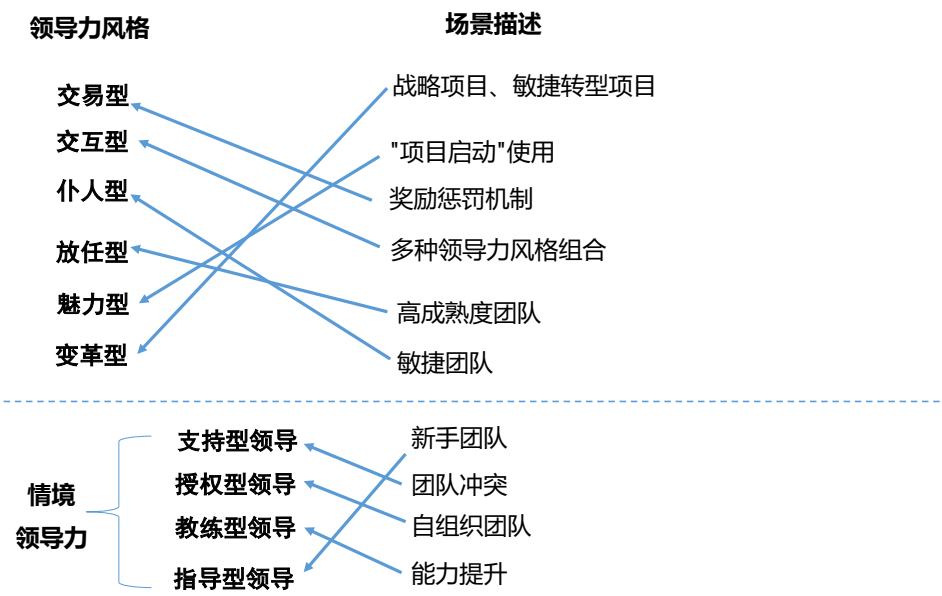 领导力风格
场景描述
交易型
战略项目、敏捷转型项目
交互型
"项目启动"使用
仆人型
奖励惩罚机制
放任型
多种领导力风格组合
魅力型
高成熟度团队
变革型
敏捷团队
情境
领导力
支持型领导
新手团队
授权型领导
团队冲突
教练型领导
自组织团队
指导型领导
能力提升